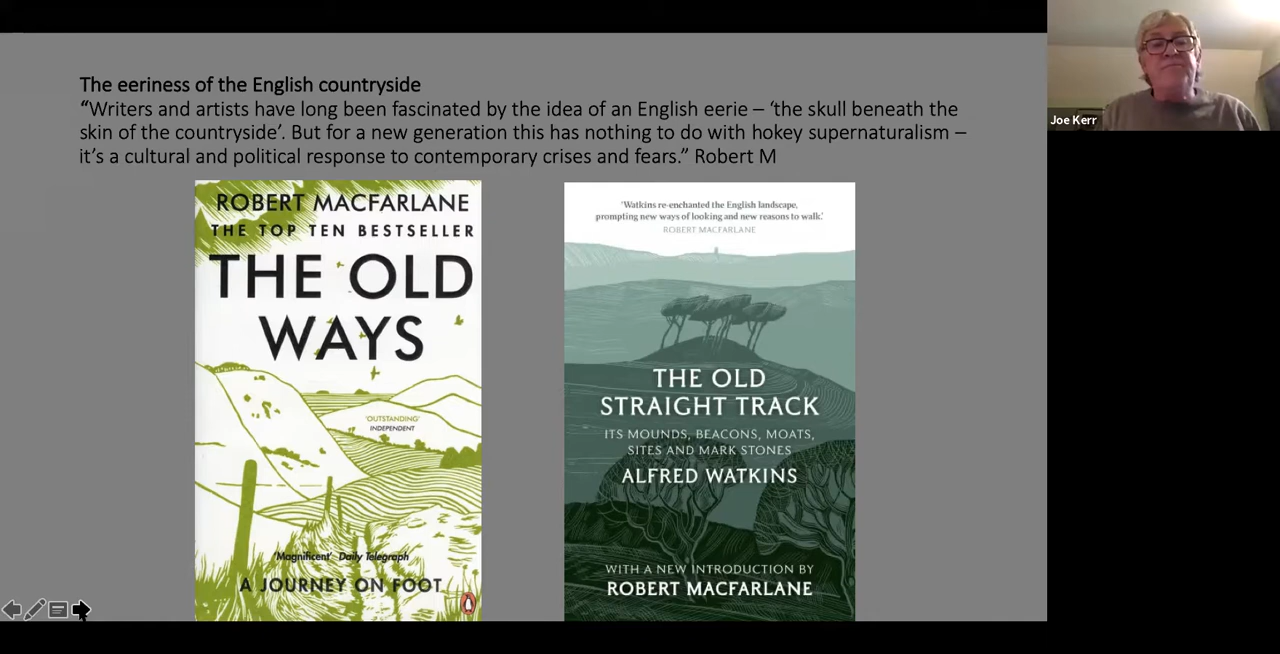 The eeriness of the English countryside
“Writers and artists have long been fascinated by the idea of an English eerie – ‘the skull beneath the
skin of the countryside’. But for a new generation this has nothing to do with hokey supernaturalism –
it’s a cultural and political response to contemporary crises and fears.” Robert M
ROBERT MACFARLANE
THE TOP TEN BESTSELLER
THE OLD
WAYS
‘OUTSTANDING’
INDEPENDENT
‘Magnificent’ Daily Telegraph
A JOURNEY ON FOOT
‘Watkins re-enchanted the English landscape,
prompting new ways of looking and new reasons to walk.’
ROBERT MACFARLANE
THE OLD
STRAIGHT TRACK
ITS MOUNDS, BEACONS, MOATS,
SITES AND MARK STONES
ALFRED WATKINS
WITH A NEW INTRODUCTION BY
ROBERT MACFARLANE
Joe Kerr